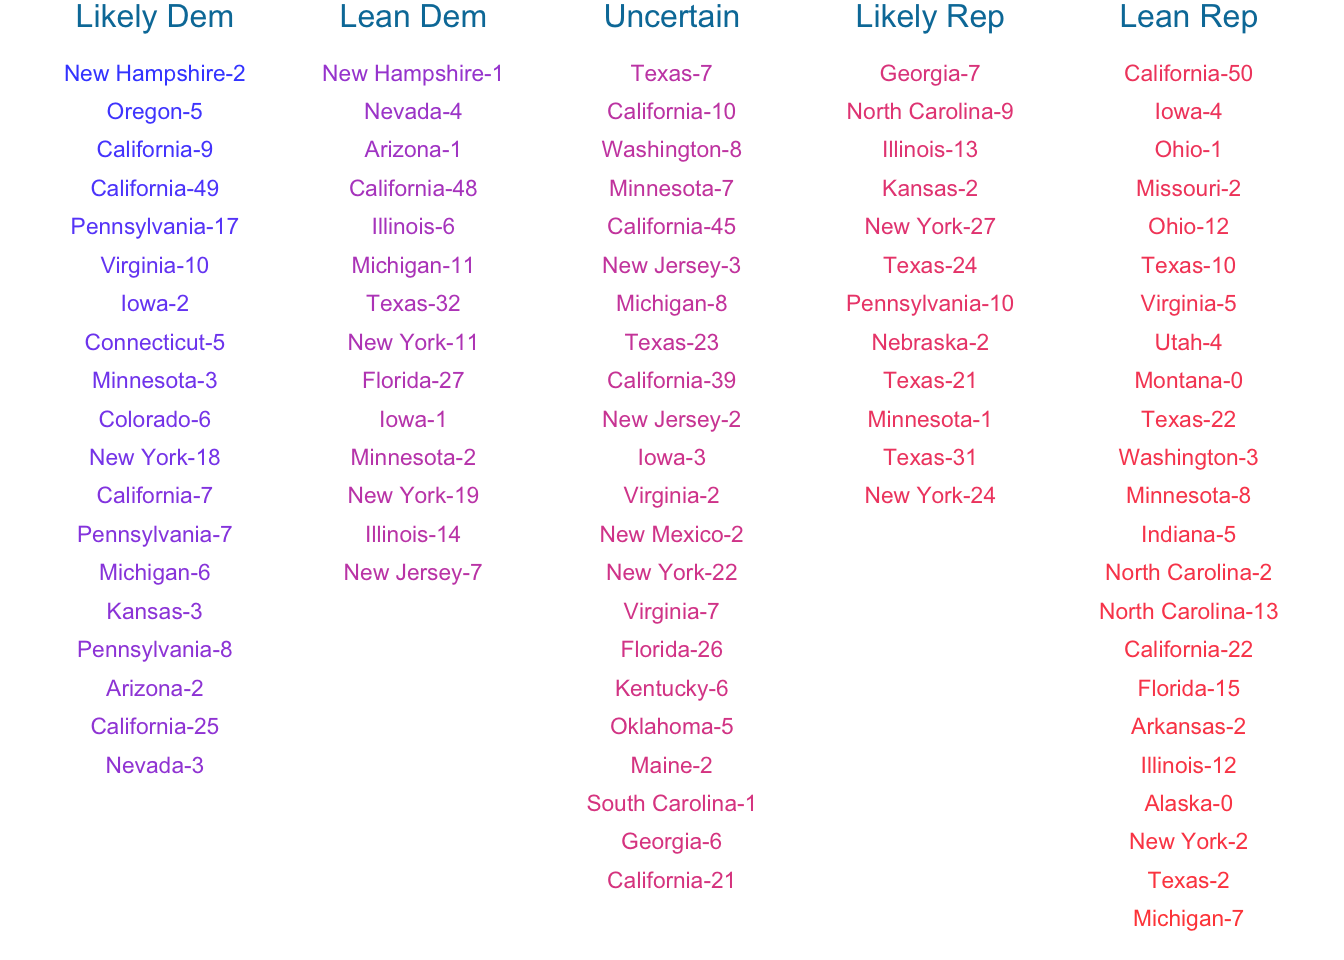 Likely Dem
New Hampshire-2
Oregon-5
California-9
California-49
Pennsylvania-17
Virginia-10
Iowa-2
Connecticut-5
Minnesota-3
Colorado-6
New York-18
California-7
Pennsylvania-7
Michigan-6
Kansas-3
Pennsylvania-8
Arizona-2
California-25
Nevada-3
Lean Dem
New Hampshire-1
Nevada-4
Arizona-1
California-48
Illinois-6
Michigan-11
Texas-32
New York-11
Florida-27
Iowa-1
Minnesota-2
New York-19
Illinois-14
New Jersey-7
Uncertain
Texas-7
California-10
Washington-8
Minnesota-7
California-45
New Jersey-3
Michigan-8
Texas-23
California-39
New Jersey-2
Iowa-3
Virginia-2
New Mexico-2
New York-22
Virginia-7
Florida-26
Kentucky-6
Oklahoma-5
Maine-2
South Carolina-1
Georgia-6
California-21
Likely Rep
Georgia-7
North Carolina-9
Illinois-13
Kansas-2
New York-27
Texas-24
Pennsylvania-10
Nebraska-2
Texas-21
Minnesota-1
Texas-31
New York-24
Lean Rep
California-50
Iowa-4
Ohio-1
Missouri-2
Ohio-12
Texas-10
Virginia-5
Utah-4
Montana-0
Texas-22
Washington-3
Minnesota-8
Indiana-5
North Carolina-2
North Carolina-13
California-22
Florida-15
Arkansas-2
Illinois-12
Alaska-0
New York-2
Texas-2
Michigan-7